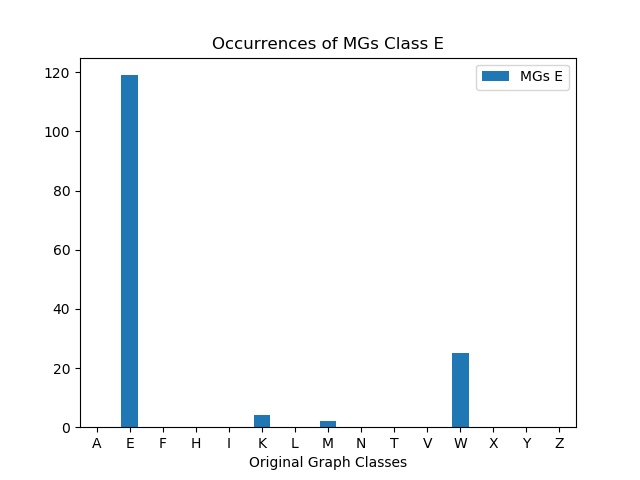 Occurrences of MGs Class E
MGs E
120
100
80
60
40
20
0
A E F H I K L M N T V W X Y Z
Original Graph Classes